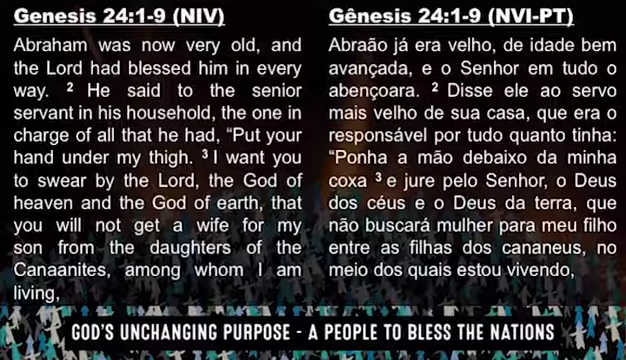 Genesis 24:1-9 (NIV)
Abraham was now very old, and
the Lord had blessed him in every
way. ² He said to the senior
servant in his household, the one in
charge of all that he had, “Put your
hand under my thigh. ³ I want you
to swear by the Lord, the God of
heaven and the God of earth, that
you will not get a wife for my
son from the daughters of the
Canaanites, among whom I am
living,
Gênesis 24:1-9 (NVI-PT)
Abraão já era velho, de idade bem
avançada, e o Senhor em tudo o
abençoara. ² Disse ele ao servo
mais velho de sua casa, que era o
responsável por tudo quanto tinha:
“Ponha a mão debaixo da minha
coxa ³ e jure pelo Senhor, o Deus
dos céus e o Deus da terra, que
não buscará mulher para meu filho
entre as filhas dos cananeus, no
meio dos quais estou vivendo,
GOD'S UNCHANGING PURPOSE - A PEOPLE TO BLESS THE NATIONS